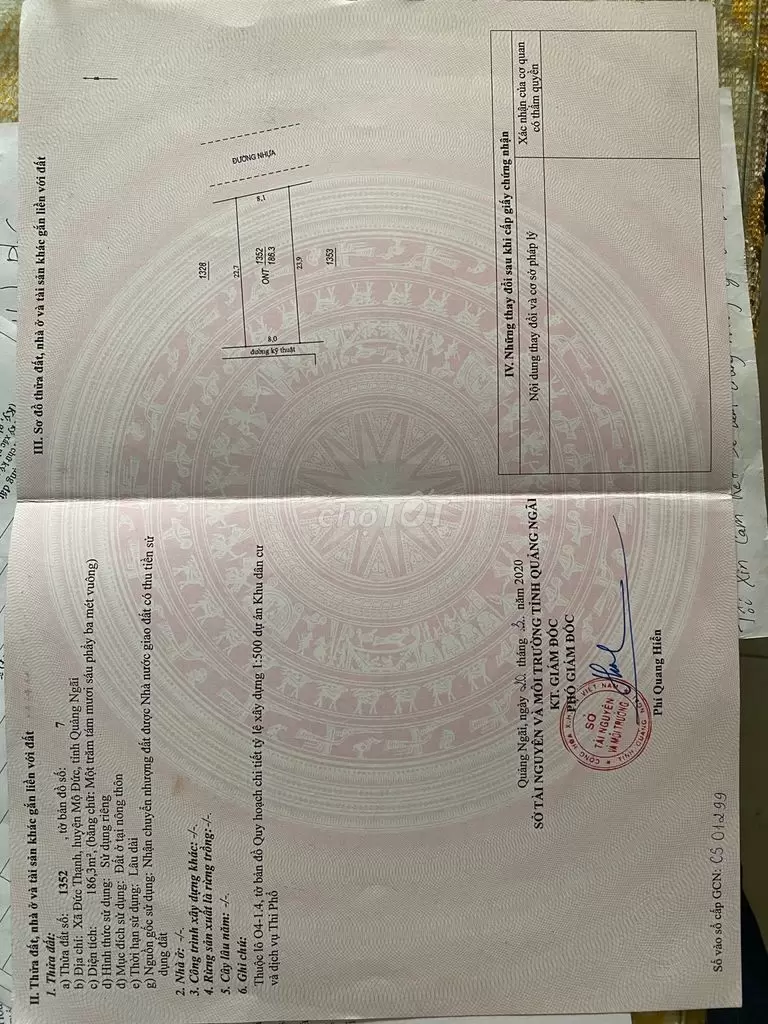 II. Thửa đất, nhà ở và tài sản khác gắn liền với đất
1. Thửa đất:
a) Thửa đất số: 1352 , tờ bản đồ số: 7
b) Địa chỉ: Xã Đức Thạnh, huyện Mộ Đức, tỉnh Quảng Ngãi
c) Diện tích: 186,3m², (bằng chữ: Một trăm tám mươi sáu phẩy ba mét vuông)
d) Hình thức sử dụng: Sử dụng riêng
đ) Mục đích sử dụng: Đất ở tại nông thôn
e) Thời hạn sử dụng: Lâu dài
g) Nguồn gốc sử dụng: Nhận chuyển nhượng đất được Nhà nước giao đất có thu tiền sử
dụng đất
2. Nhà ở: -/-.
3. Công trình xây dựng khác: -/-.
4. Rừng sản xuất là rừng trồng: -/-.
5. Cây lâu năm: -/-.
6. Ghi chú:
Thuộc lô O4-1.4, tờ bản đồ Quy hoạch chi tiết tỷ lệ xây dựng 1:500 dự án Khu dân cư
và dịch vụ Thi Phổ
Quảng Ngãi, ngày 20 tháng 2 năm 2020
SỞ TÀI NGUYÊN VÀ MÔI TRƯỜNG TỈNH QUẢNG NGÃI
KT. GIÁM ĐỐC
PHÓ GIÁM ĐỐC
SỞ
TÀI NGUYÊN
VÀ MÔI TRƯỜNG
TỈNH QUẢNG NGÃI
Phí Quang Hiển
Số vào sổ cấp GCN: CS 01299
III. Sơ đồ thửa đất, nhà ở và tài sản khác gắn liền với đất
1328
22,7
ĐƯỜNG NHỰA
8,1
1352
ONT 186.3
8,0
đường kỹ thuật
23,9
1353
IV. Những thay đổi sau khi cấp giấy chứng nhận
Nội dung thay đổi và cơ sở pháp lý
Xác nhận của cơ quan
có thẩm quyền
chợTỐT
Tôi xin cam kết